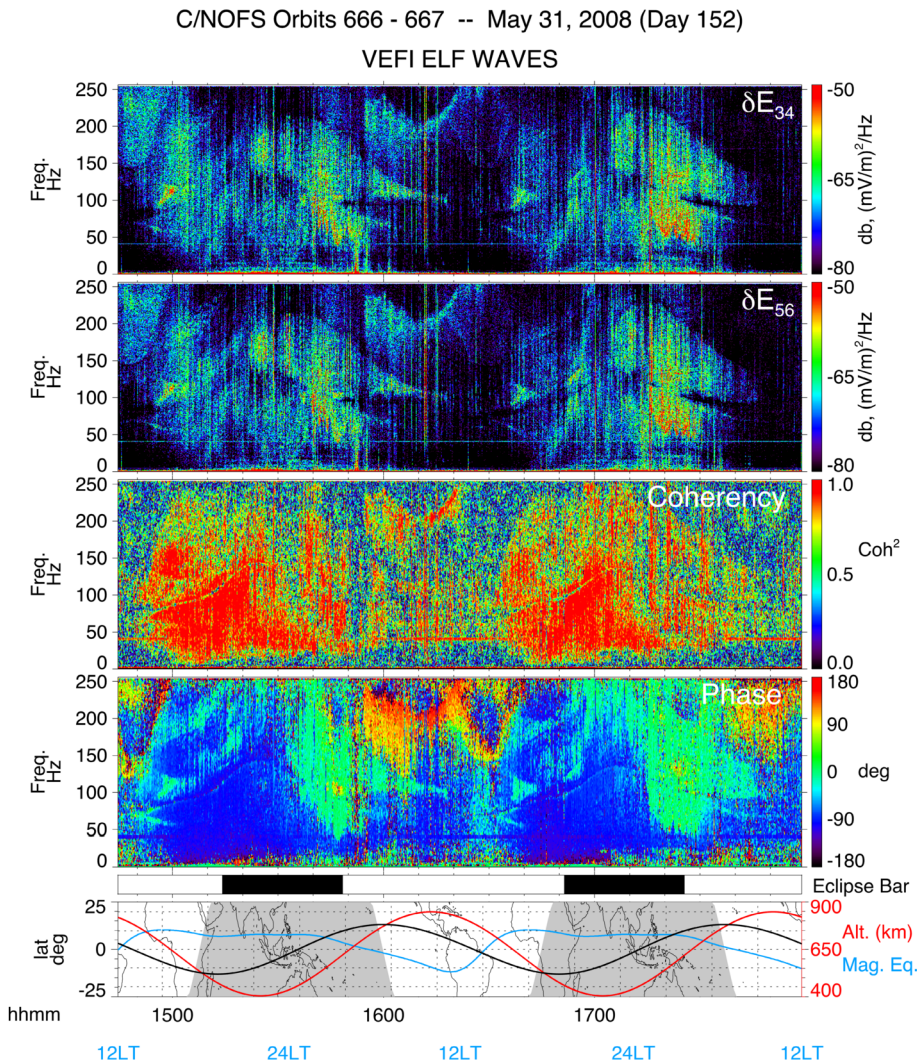 C/NOFS Orbits 666 - 667 -- May 31, 2008 (Day 152)
VEFI ELF WAVES
250
200
150
100
50
0
Freq.
Hz
δE34
-50
-65
-80
db, (mV/m)²/Hz
250
200
150
100
50
0
Freq.
Hz
δE56
-50
-65
-80
db, (mV/m)²/Hz
250
200
150
100
50
0
Freq.
Hz
Coherency
1.0
0.5
0.0
Coh²
250
200
150
100
50
0
Freq.
Hz
Phase
180
90
0
-90
-180
deg
Eclipse Bar
25
0
-25
lat
deg
900
650
400
Alt. (km)
Mag. Eq.
hhmm 1500 1600 1700
12LT 24LT 12LT 24LT 12LT